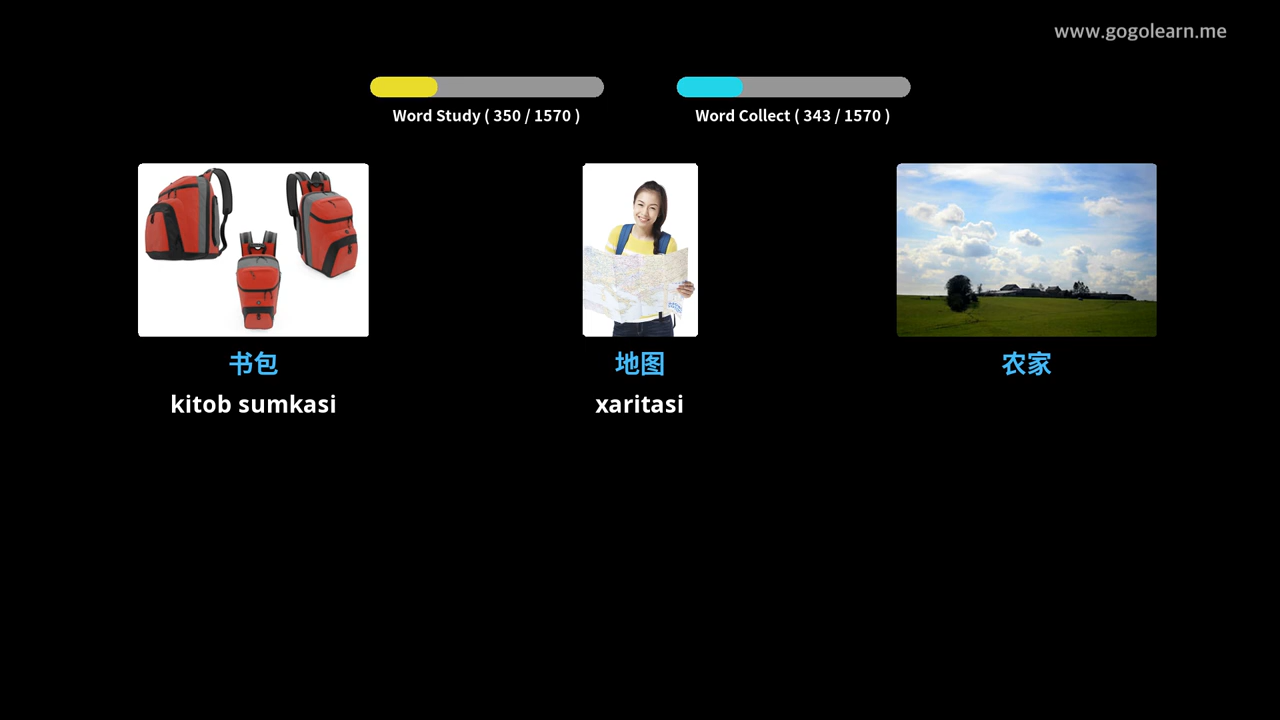 www.gogolearn.me
Word Study ( 350 / 1570 )
Word Collect ( 343 / 1570 )
书包
地图
农家
kitob sumkasi
xaritasi